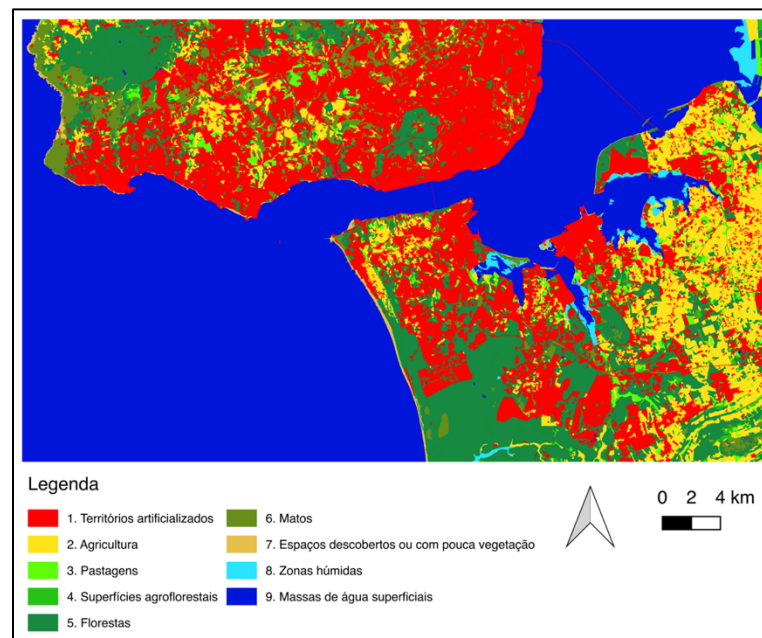 Legenda
1. Territórios artificializados
2. Agricultura
3. Pastagens
4. Superfícies agroflorestais
5. Florestas
6. Matos
7. Espaços descobertos ou com pouca vegetação
8. Zonas húmidas
9. Massas de água superficiais
0 2 4 km